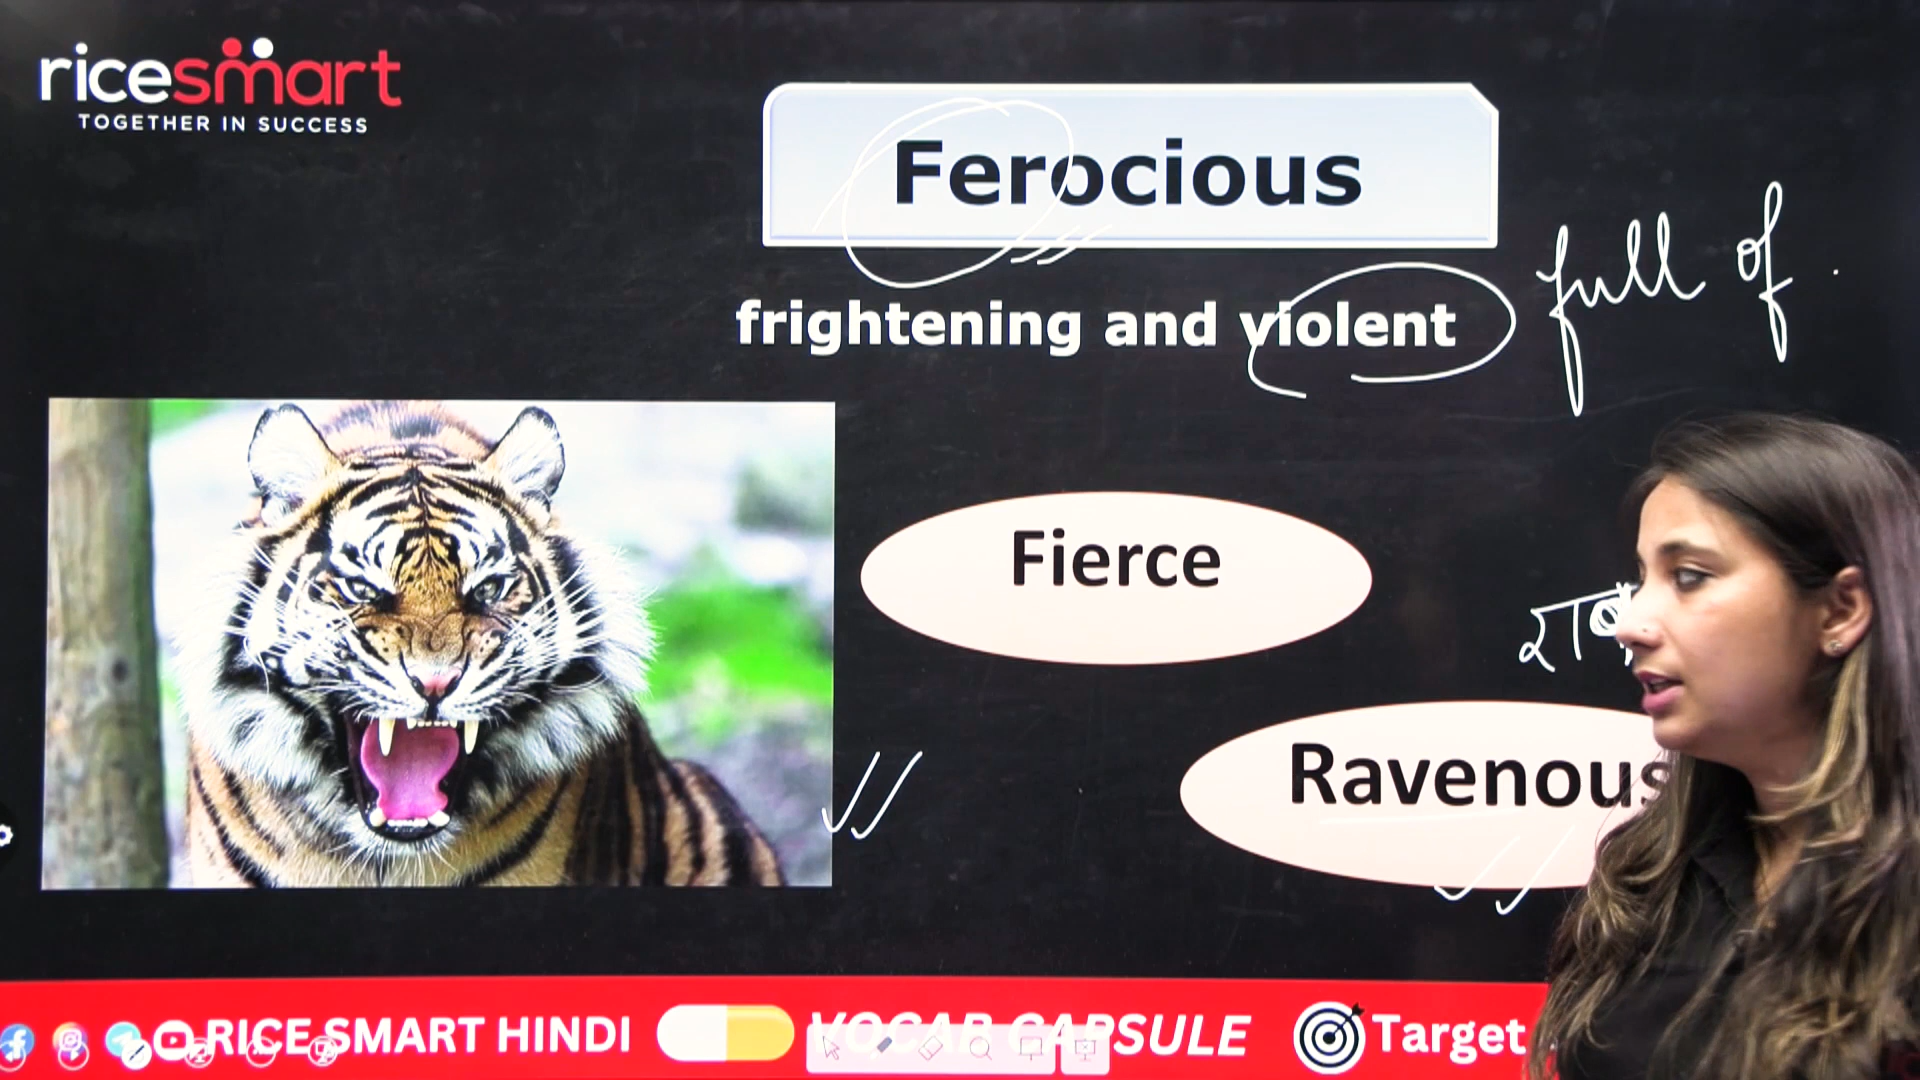 ricesmart
TOGETHER IN SUCCESS
Ferocious
full of
frightening and violent
Fierce
Ravenous
RICE SMART HINDI
VOCAB CAPSULE
Target